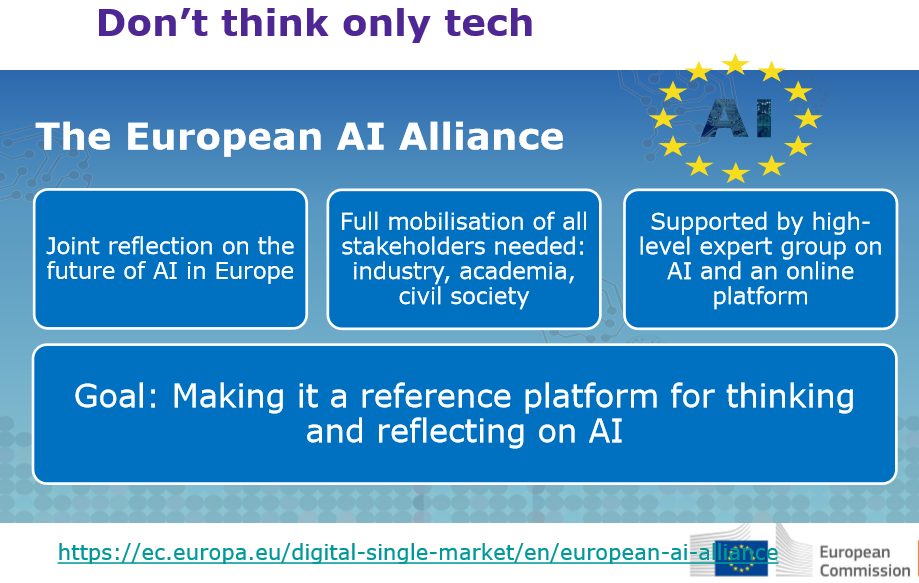 Don’t think only tech
AI
The European AI Alliance
Joint reflection on the
future of AI in Europe
Full mobilisation of all
stakeholders needed:
industry, academia,
civil society
Supported by high-
level expert group on
AI and an online
platform
Goal: Making it a reference platform for thinking
and reflecting on AI
https://ec.europa.eu/digital-single-market/en/european-ai-alliance
European
Commission